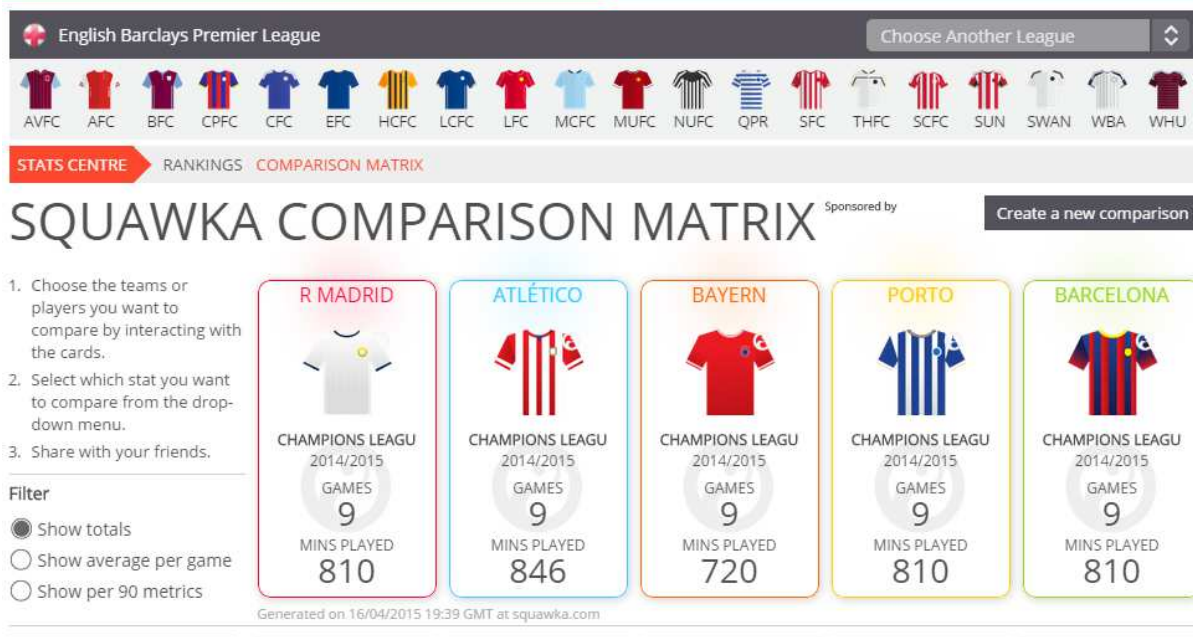 English Barclays Premier League
Choose Another League
AVFC AFC BFC CPFC CFC EFC HCFC LCFC LFC MCFC MUFC NUFC QPR SFC THFC SCFC SUN SWAN WBA WHU
STATS CENTRE RANKINGS COMPARISON MATRIX
SQUAWKA COMPARISON MATRIX
Sponsored by
Create a new comparison
1. Choose the teams or
players you want to
compare by interacting with
the cards.
2. Select which stat you want
to compare from the drop-
down menu.
3. Share with your friends.
Filter
Show totals
Show average per game
Show per 90 metrics
R MADRID
CHAMPIONS LEAGU
2014/2015
GAMES
9
MINS PLAYED
810
ATLÉTICO
CHAMPIONS LEAGU
2014/2015
GAMES
9
MINS PLAYED
846
BAYERN
CHAMPIONS LEAGU
2014/2015
GAMES
9
MINS PLAYED
720
PORTO
CHAMPIONS LEAGU
2014/2015
GAMES
9
MINS PLAYED
810
BARCELONA
CHAMPIONS LEAGU
2014/2015
GAMES
9
MINS PLAYED
810
Generated on 16/04/2015 19:39 GMT at squawka.com